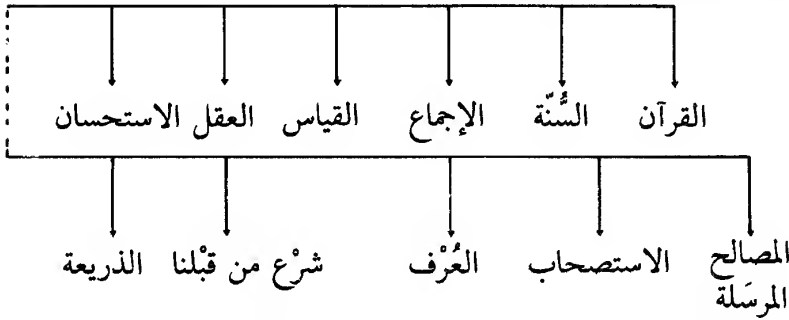 القرآن السُّنّة الإجماع القياس العقل الاستحسان
المصالح المرسَلة الاستصحاب العُرْف شرْع من قبْلنا الذريعة